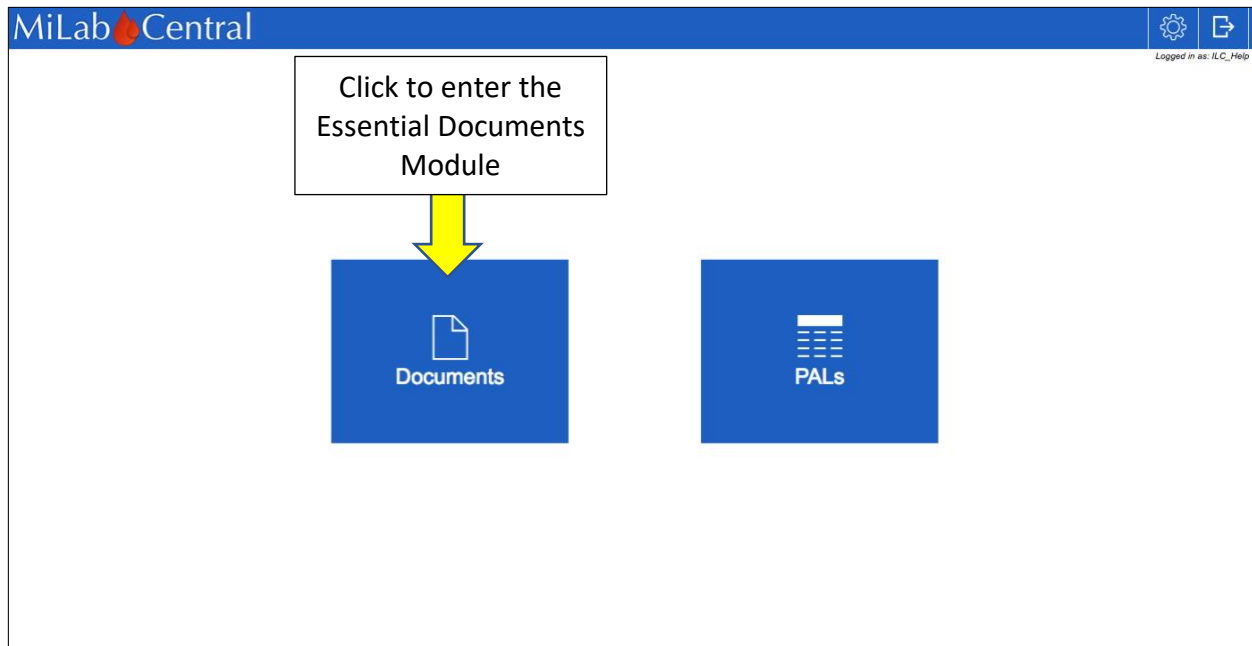 MiLab Central
Logged in as: ILC_Help
Click to enter the
Essential Documents
Module
Documents
PALs